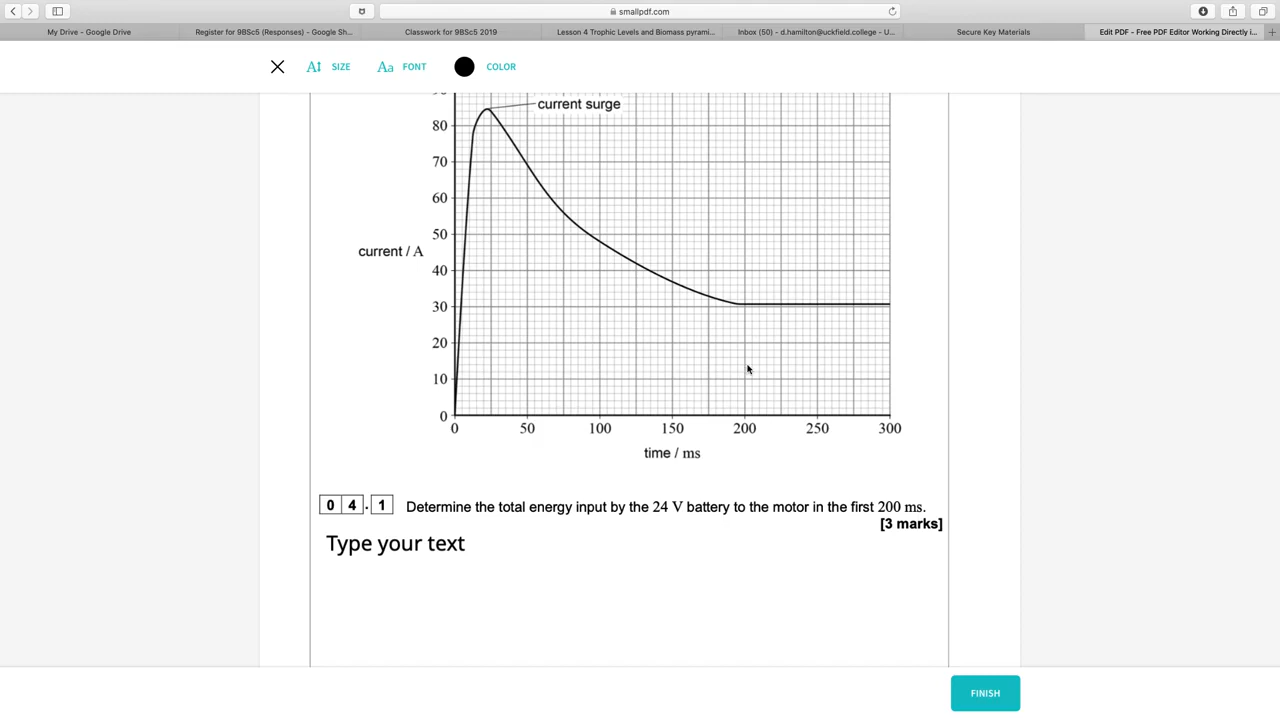 smallpdf.com
My Drive - Google Drive
Register for 9BSc5 (Responses) - Google Sh...
Classwork for 9BSc5 2019
Lesson 4 Trophic Levels and Biomass pyrami...
Inbox (50) - d.hamilton@uckfield.college - U...
Secure Key Materials
Edit PDF - Free PDF Editor Working Directly i...
SIZE
Aa FONT
COLOR
90
current surge
80
70
60
50
current / A
40
30
20
10
0
0 50 100 150 200 250 300
time / ms
0 4 . 1 Determine the total energy input by the 24 V battery to the motor in the first 200 ms.
[3 marks]
Type your text
FINISH